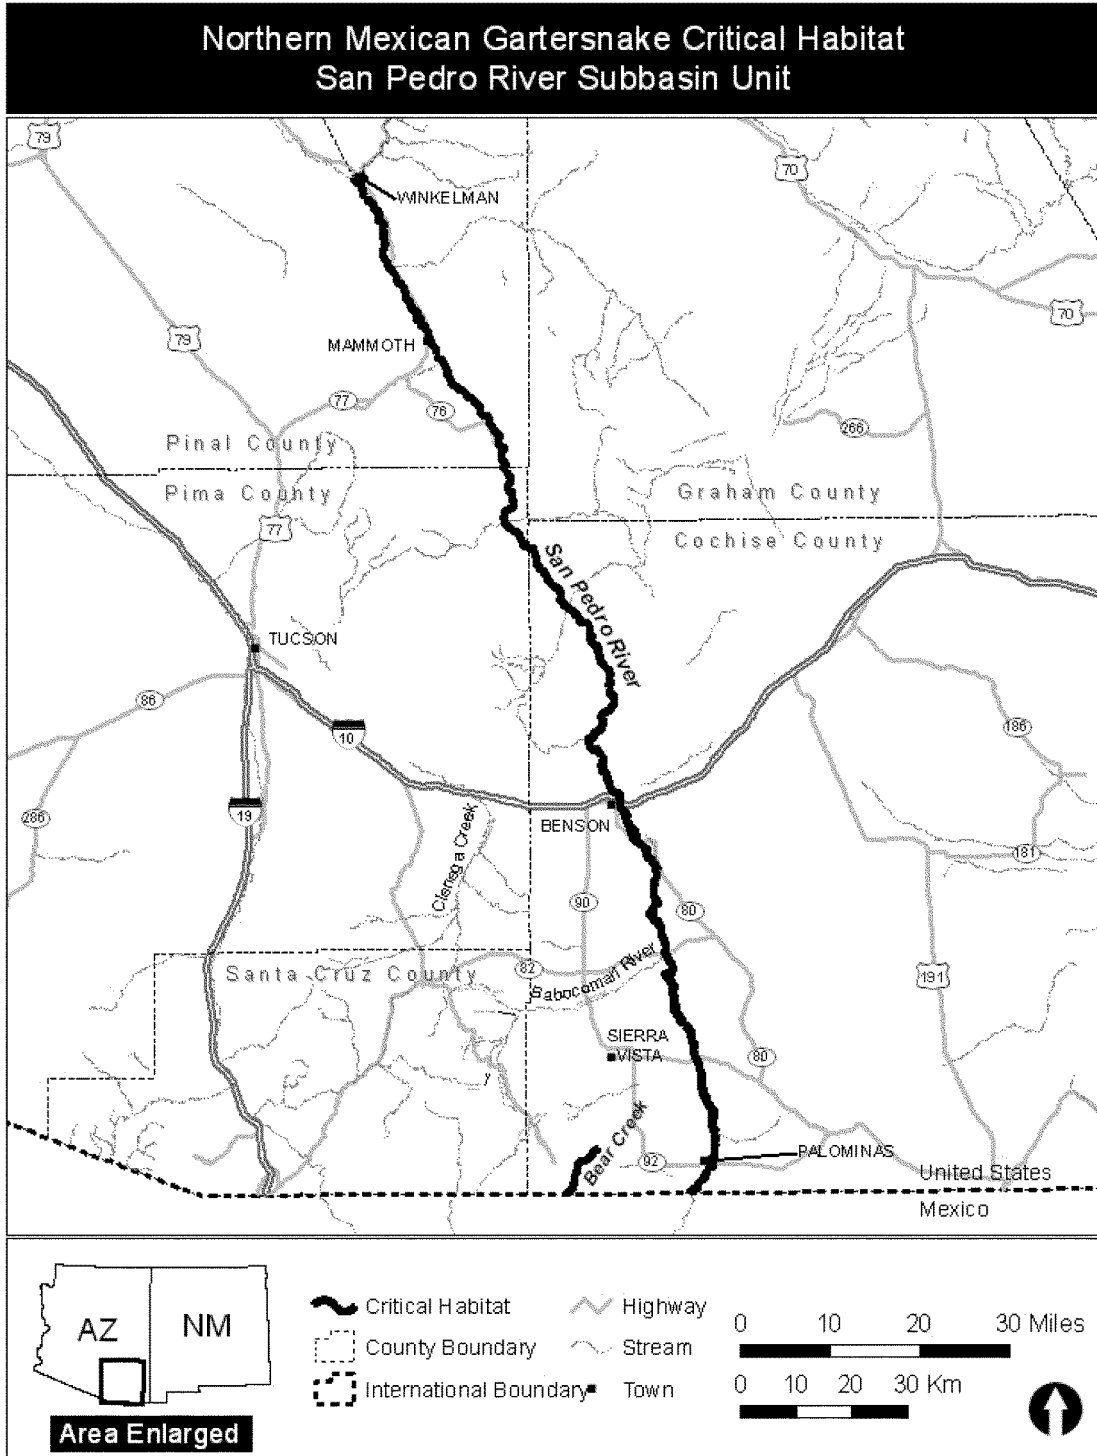 Northern Mexican Gartersnake Critical Habitat
San Pedro River Subbasin Unit
79
70
WINKELMAN
70
79
MAMMOTH
77
76
266
Pinal County
Pima County
Graham County
77
Cochise County
San Pedro River
TUCSON
86
10
186
286
19
BENSON
Cienega Creek
181
90
80
Santa Cruz County
82
Babocomari River
191
SIERRA
VISTA
80
y
Bear Creek
92
PALOMINAS
United States
Mexico
AZ
NM
Area Enlarged
Critical Habitat
County Boundary
International Boundary
Highway
Stream
Town
0 10 20 30 Miles
0 10 20 30 Km